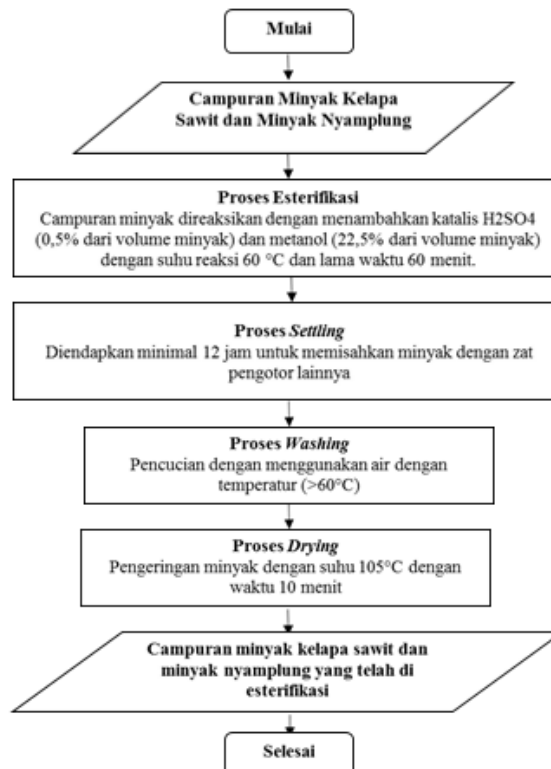 Mulai
Campuran Minyak Kelapa
Sawit dan Minyak Nyamplung
Proses Esterifikasi
Campuran minyak direaksikan dengan menambahkan katalis H2SO4
(0,5% dari volume minyak) dan metanol (22,5% dari volume minyak)
dengan suhu reaksi 60 °C dan lama waktu 60 menit.
Proses Settling
Diendapkan minimal 12 jam untuk memisahkan minyak dengan zat
pengotor lainnya
Proses Washing
Pencucian dengan menggunakan air dengan
temperatur (>60°C)
Proses Drying
Pengeringan minyak dengan suhu 105°C dengan
waktu 10 menit
Campuran minyak kelapa sawit dan
minyak nyamplung yang telah di
esterifikasi
Selesai